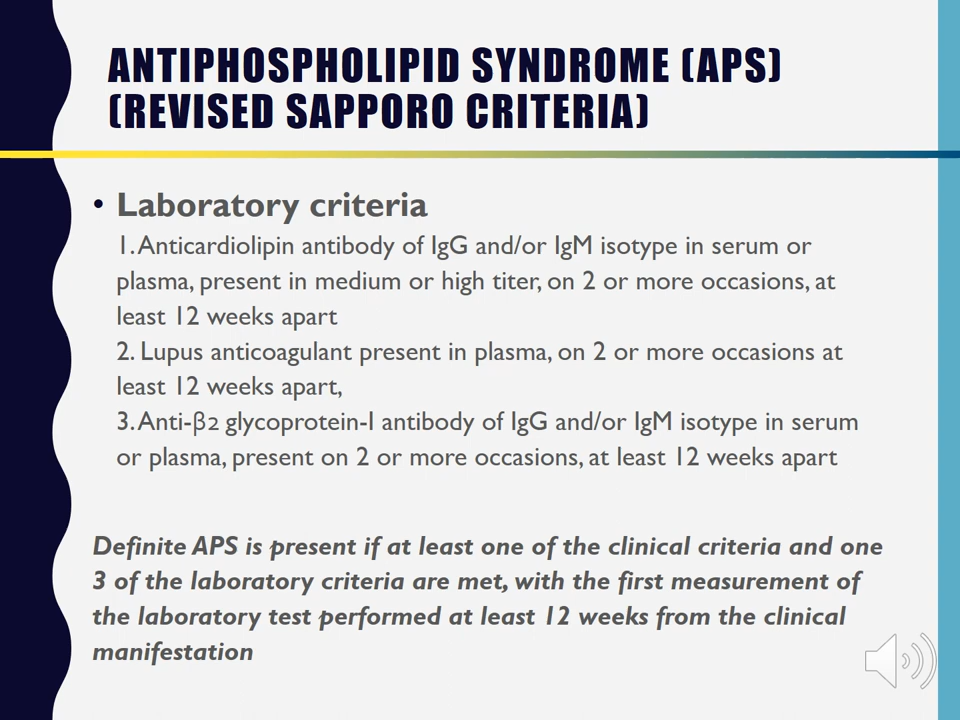 ANTIPHOSPHOLIPID SYNDROME (APS)
(REVISED SAPPORO CRITERIA)
• Laboratory criteria
1. Anticardiolipin antibody of IgG and/or IgM isotype in serum or
plasma, present in medium or high titer, on 2 or more occasions, at
least 12 weeks apart
2. Lupus anticoagulant present in plasma, on 2 or more occasions at
least 12 weeks apart,
3. Anti-β2 glycoprotein-I antibody of IgG and/or IgM isotype in serum
or plasma, present on 2 or more occasions, at least 12 weeks apart
Definite APS is present if at least one of the clinical criteria and one
3 of the laboratory criteria are met, with the first measurement of
the laboratory test performed at least 12 weeks from the clinical
manifestation